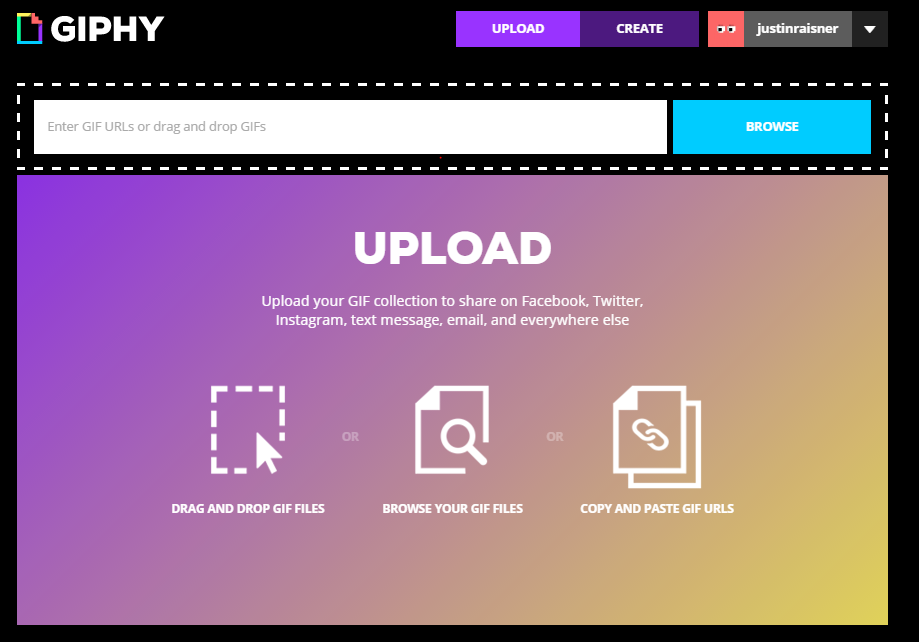 GIPHY
UPLOAD
CREATE
justinraisner
Enter GIF URLs or drag and drop GIFs
BROWSE
UPLOAD
Upload your GIF collection to share on Facebook, Twitter,
Instagram, text message, email, and everywhere else
OR
OR
DRAG AND DROP GIF FILES
BROWSE YOUR GIF FILES
COPY AND PASTE GIF URLS